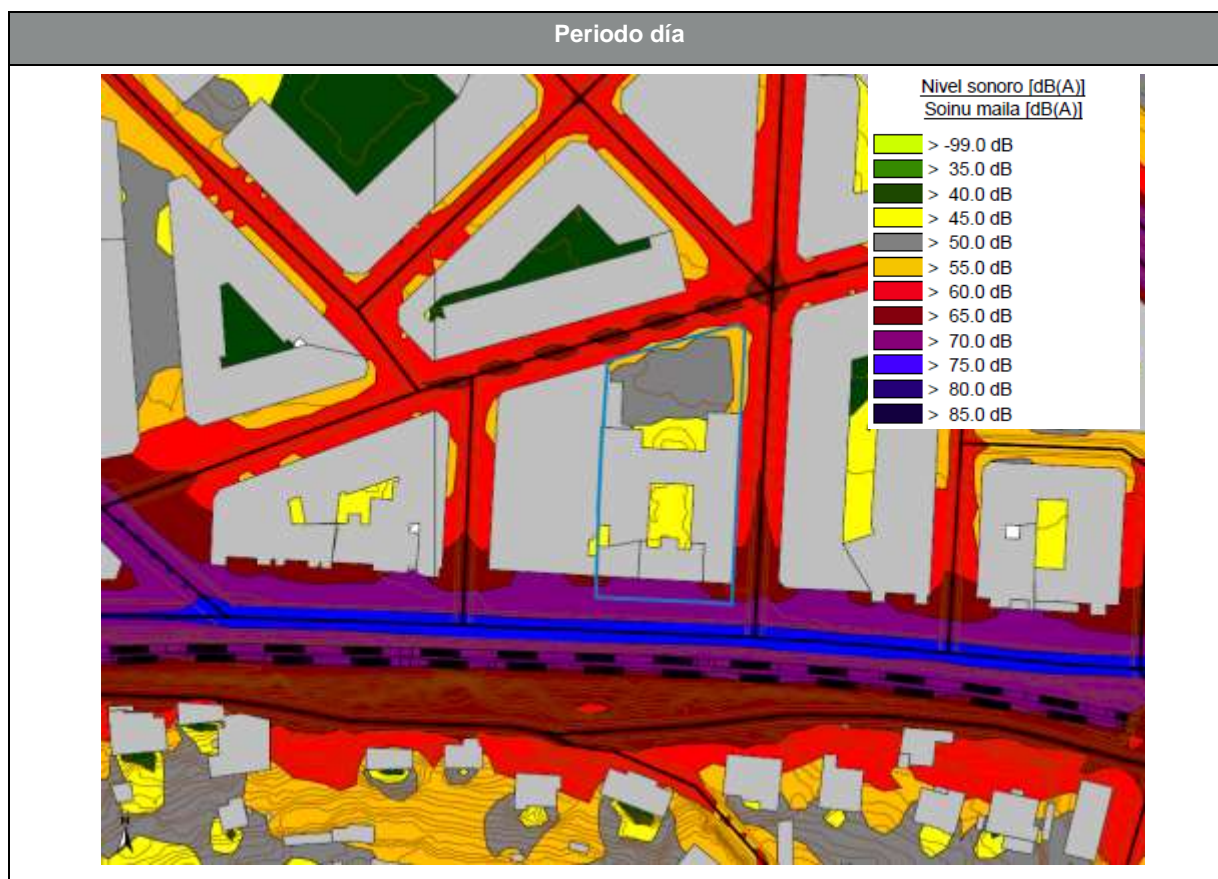 Periodo día
Nivel sonoro [dB(A)]
Soinu maila [dB(A)]
> -99.0 dB
> 35.0 dB
> 40.0 dB
> 45.0 dB
> 50.0 dB
> 55.0 dB
> 60.0 dB
> 65.0 dB
> 70.0 dB
> 75.0 dB
> 80.0 dB
> 85.0 dB
N